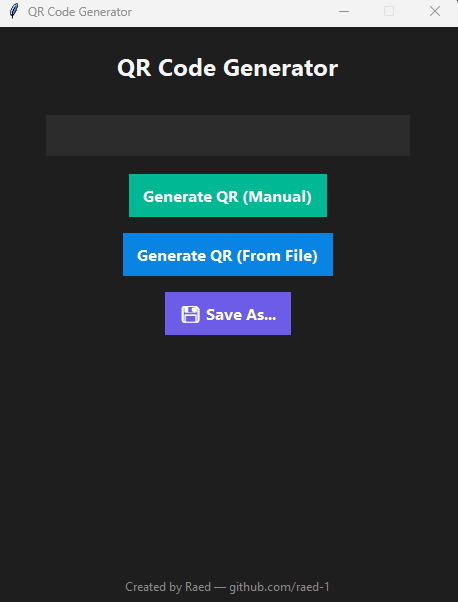 QR Code Generator
QR Code Generator
Generate QR (Manual)
Generate QR (From File)
💾 Save As...
Created by Raed — github.com/raed-1